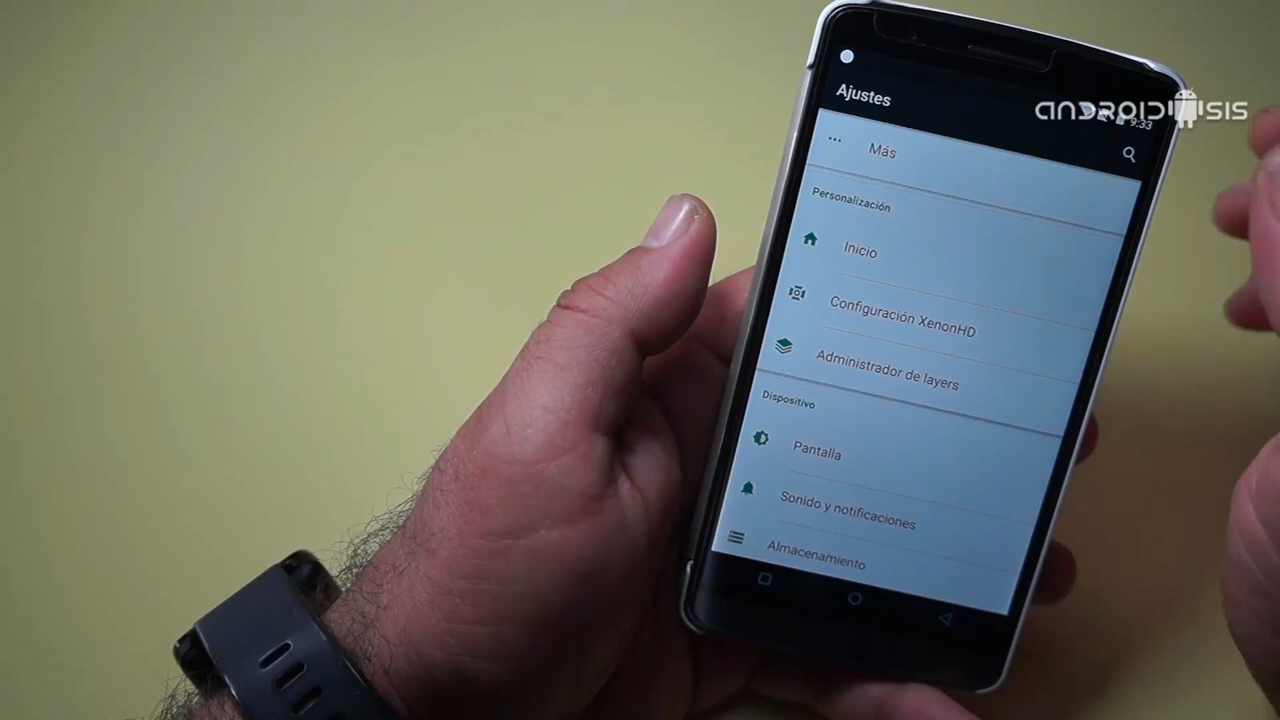 ANDROIDSIS
Ajustes
9:33
Más
Personalización
Inicio
Configuración XenonHD
Administrador de layers
Dispositivo
Pantalla
Sonido y notificaciones
Almacenamiento